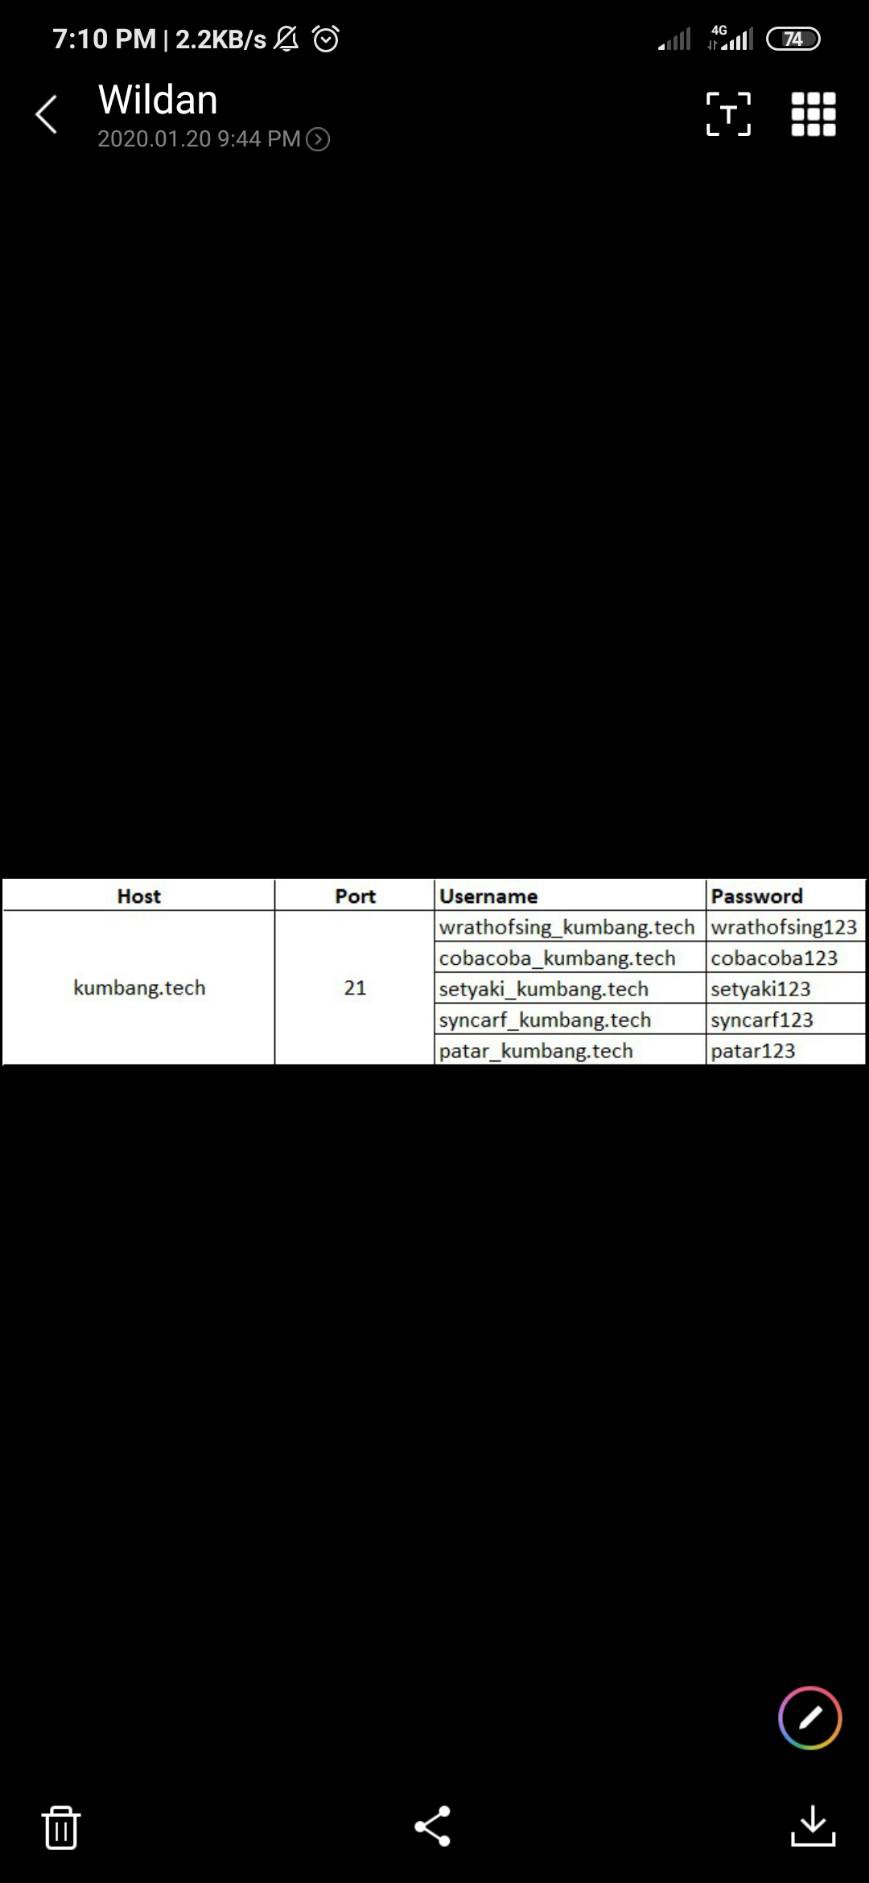 7:10 PM | 2.2KB/s 4G 74
Wildan
2020.01.20 9:44 PM
T
Host Port Username Password
wrathofsing_kumbang.tech wrathofsing123
cobacoba_kumbang.tech cobacoba123
kumbang.tech 21 setyaki_kumbang.tech setyaki123
syncarf_kumbang.tech syncarf123
patar_kumbang.tech patar123